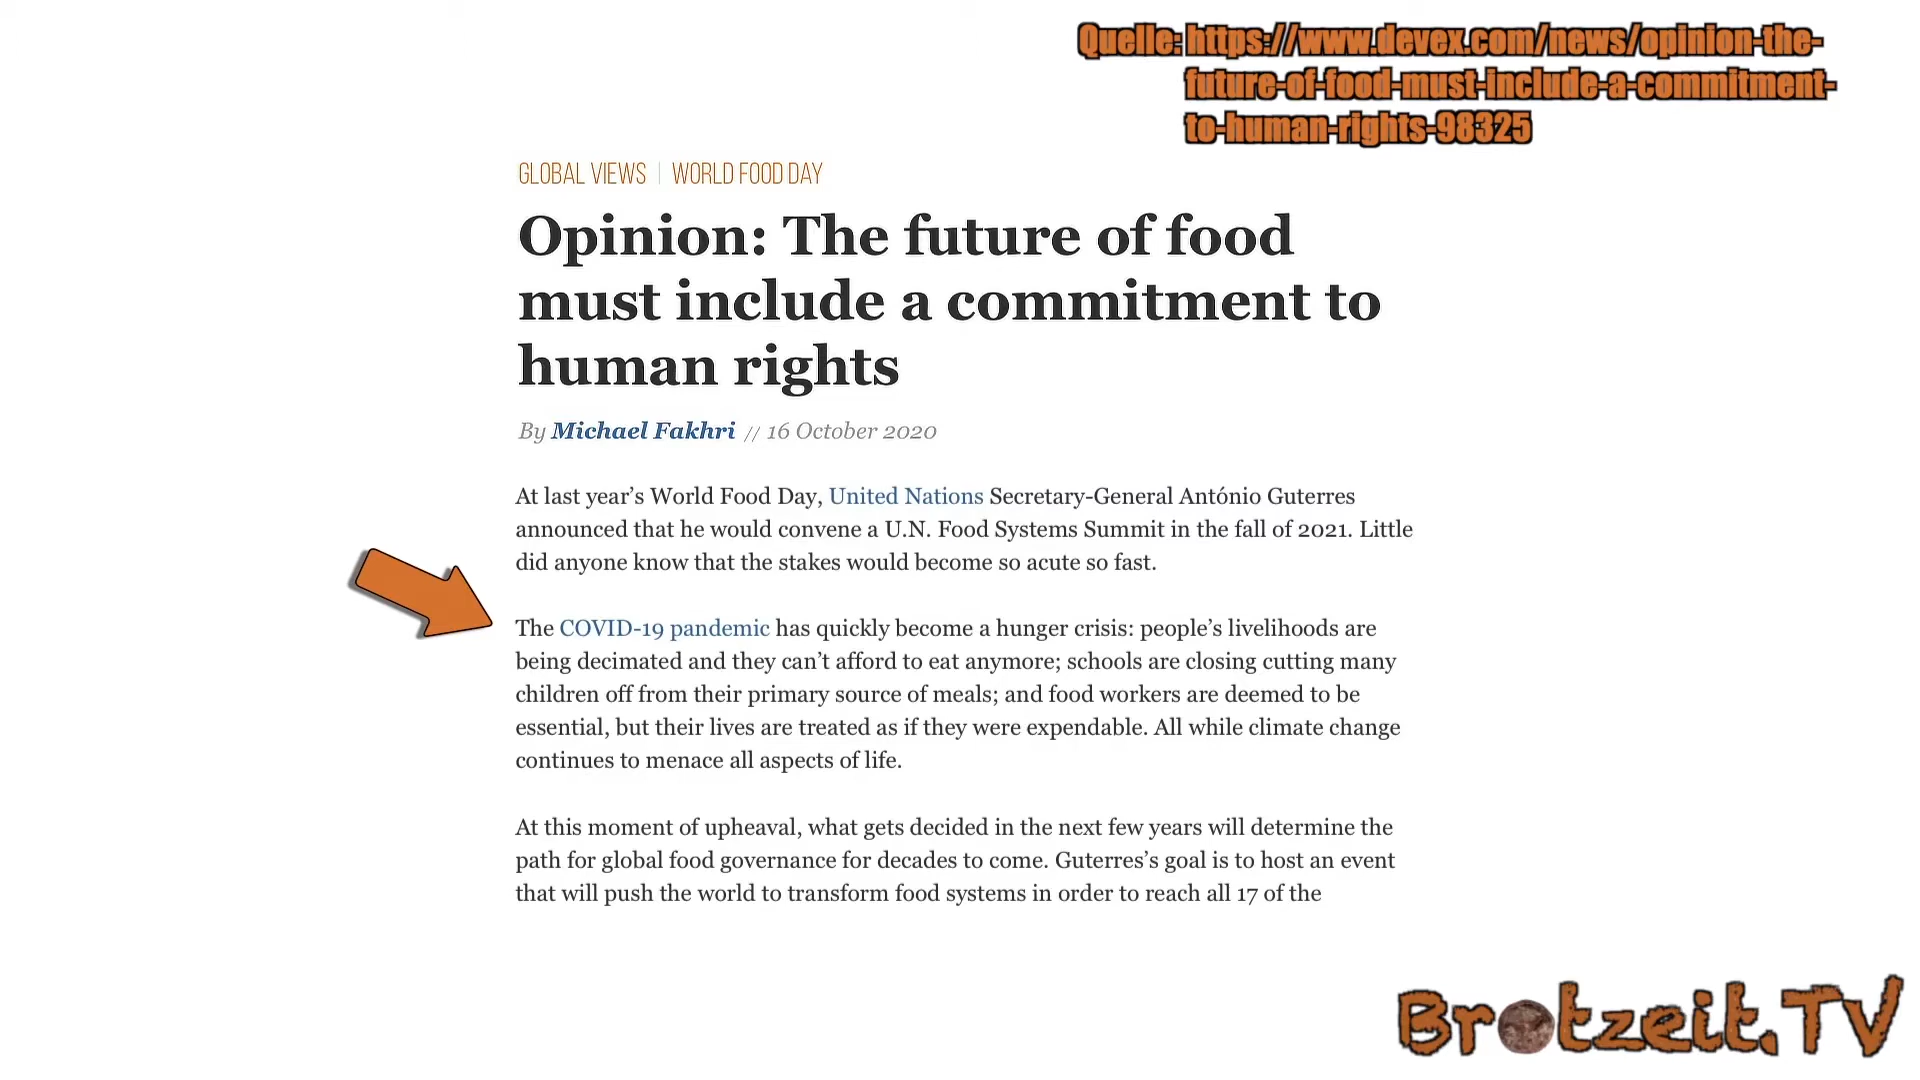 Quelle: https://www.devex.com/news/opinion-the-
future-of-food-must-include-a-commitment-
to-human-rights-98325
GLOBAL VIEWS | WORLD FOOD DAY
Opinion: The future of food
must include a commitment to
human rights
By Michael Fakhri // 16 October 2020
At last year’s World Food Day, United Nations Secretary-General António Guterres
announced that he would convene a U.N. Food Systems Summit in the fall of 2021. Little
did anyone know that the stakes would become so acute so fast.
The COVID-19 pandemic has quickly become a hunger crisis: people’s livelihoods are
being decimated and they can’t afford to eat anymore; schools are closing cutting many
children off from their primary source of meals; and food workers are deemed to be
essential, but their lives are treated as if they were expendable. All while climate change
continues to menace all aspects of life.
At this moment of upheaval, what gets decided in the next few years will determine the
path for global food governance for decades to come. Guterres’s goal is to host an event
that will push the world to transform food systems in order to reach all 17 of the
Brotzeit.TV